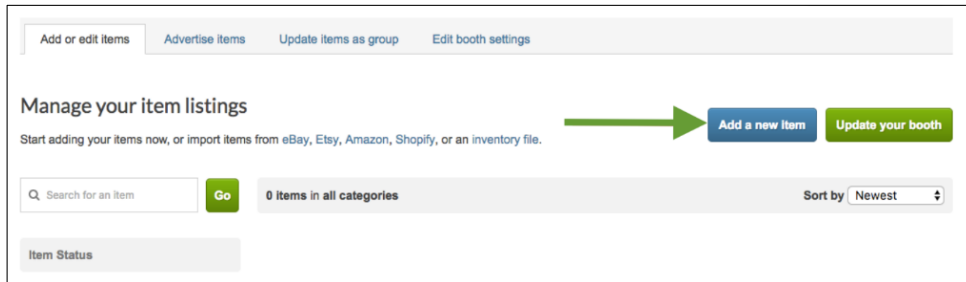 Add or edit items Advertise items Update items as group Edit booth settings
Manage your item listings
Start adding your items now, or import items from eBay, Etsy, Amazon, Shopify, or an inventory file.
Add a new item Update your booth
Search for an item Go 0 items in all categories Sort by Newest
Item Status